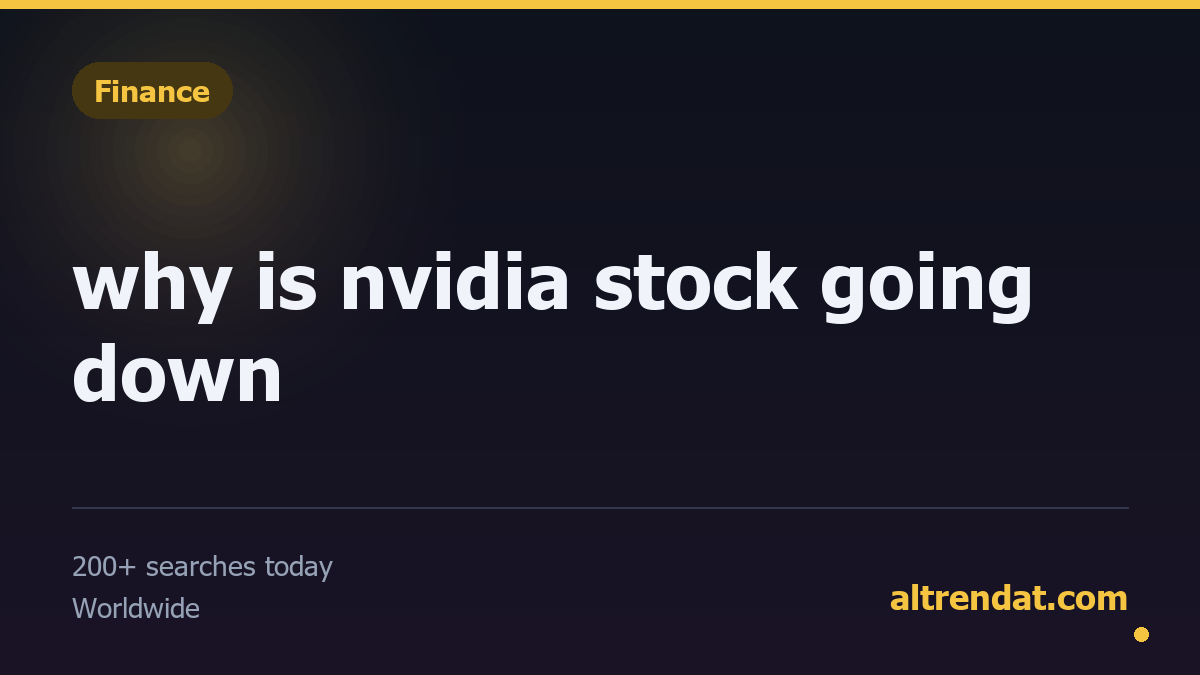 Finance
why is nvidia stock going
down
200+ searches today
Worldwide
altrendat.com